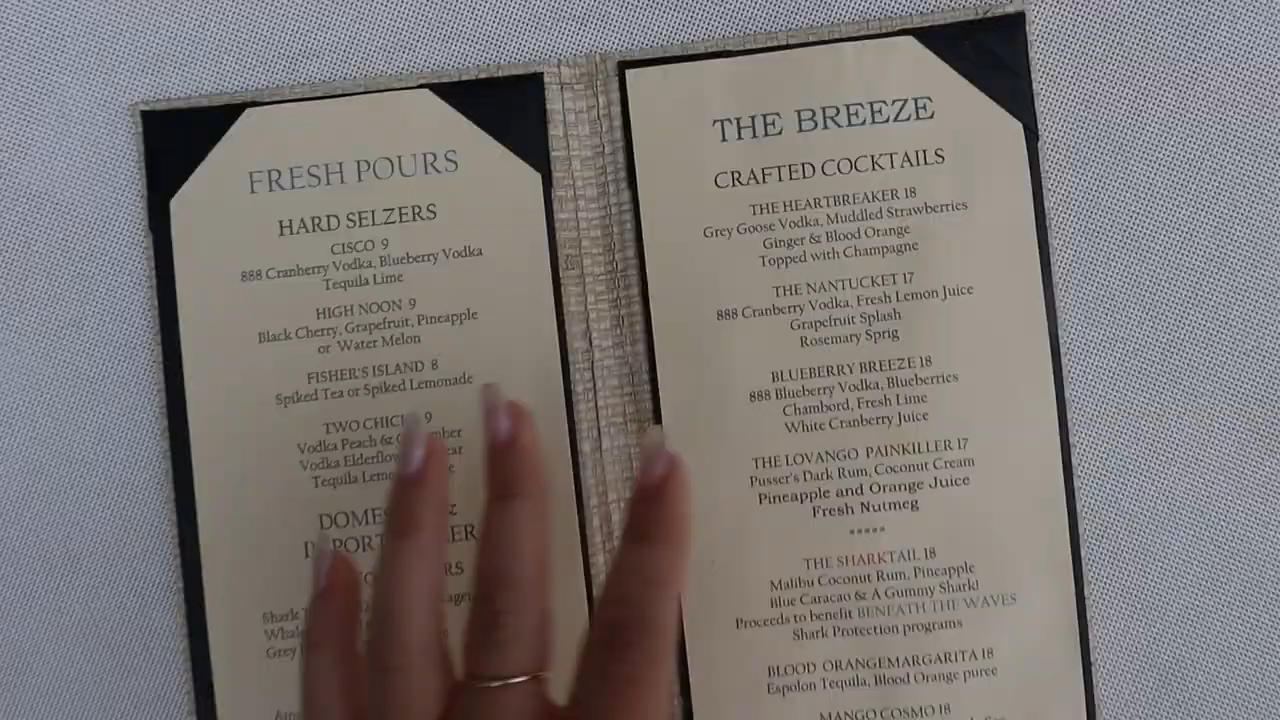 FRESH POURS
HARD SELZERS
CISCO 9
888 Cranberry Vodka, Blueberry Vodka
Tequila Lime
HIGH NOON 9
Black Cherry, Grapefruit, Pineapple
or Water Melon
FISHER'S ISLAND 8
Spiked Tea or Spiked Lemonade
TWO 9
Vodka Peach &
Vodka
Tequila
THE BREEZE
CRAFTED COCKTAILS
THE HEARTBREAKER 18
Grey Goose Vodka, Muddled Strawberries
Ginger & Blood Orange
Topped with Champagne
THE NANTUCKET 17
888 Cranberry Vodka, Fresh Lemon Juice
Grapefruit Splash
Rosemary Sprig
BLUEBERRY BREEZE 18
888 Blueberry Vodka, Blueberries
Chambord, Fresh Lime
White Cranberry Juice
THE LOVANGO PAINKILLER 17
Pusser's Dark Rum, Coconut Cream
Pineapple and Orange Juice
Fresh Nutmeg
*****
THE SHARKTAIL 18
Malibu Coconut Rum, Pineapple
Blue Caracao & A Gummy Shark!
Proceeds to benefit BENEATH THE WAVES
Shark Protection programs
BLOOD ORANGEMARGARITA 18
Espolon Tequila, Blood Orange puree
MANGO COSMO 18